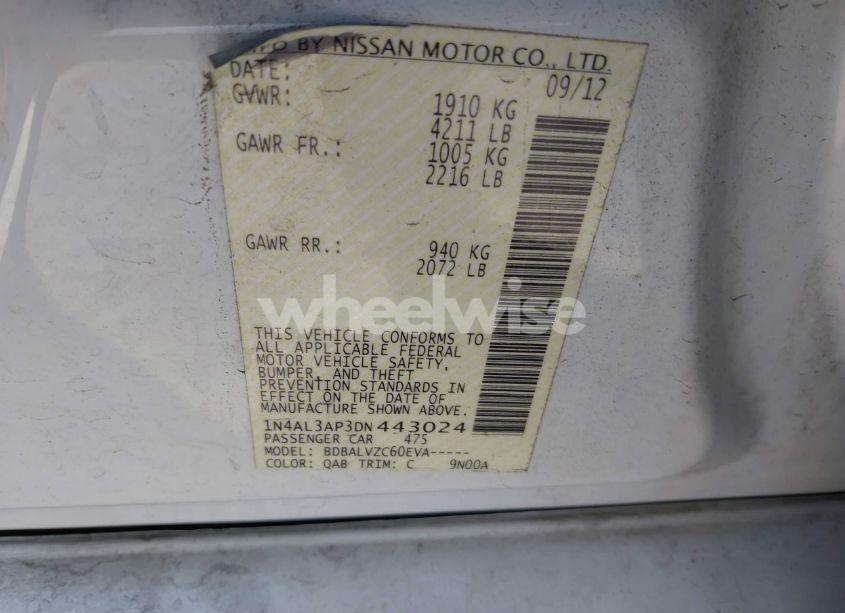 MFD BY NISSAN MOTOR CO., LTD.
DATE: 09/12
GVWR: 1910 KG
4211 LB
GAWR FR.: 1005 KG
2216 LB
GAWR RR.: 940 KG
2072 LB
wheelwise
THIS VEHICLE CONFORMS TO
ALL APPLICABLE FEDERAL
MOTOR VEHICLE SAFETY,
BUMPER, AND THEFT
PREVENTION STANDARDS IN
EFFECT ON THE DATE OF
MANUFACTURE SHOWN ABOVE.
1N4AL3AP3DN443024
PASSENGER CAR 475
MODEL: BDBALVZC60EVA-----
COLOR: QAB TRIM: C 9N00A